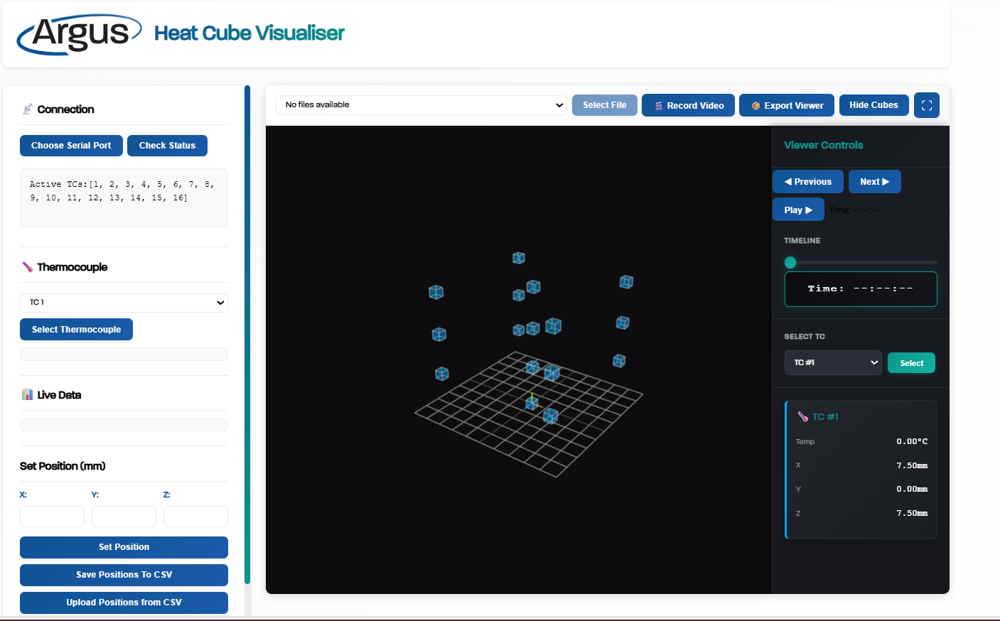 Argus
Heat Cube Visualiser
Connection
Choose Serial Port
Check Status
Active TCs:[1, 2, 3, 4, 5, 6, 7, 8,
9, 10, 11, 12, 13, 14, 15, 16]
Thermocouple
TC 1
Select Thermocouple
Live Data
Set Position (mm)
X:
Y:
Z:
Set Position
Save Positions To CSV
Upload Positions from CSV
No files available
Select File
Record Video
Export Viewer
Hide Cubes
Viewer Controls
◀ Previous
Next ▶
Play ▶
Time: --:--:--
TIMELINE
Time: --:--:--
SELECT TC
TC #1
Select
TC #1
Temp 0.00°C
X 7.50mm
Y 0.00mm
Z 7.50mm